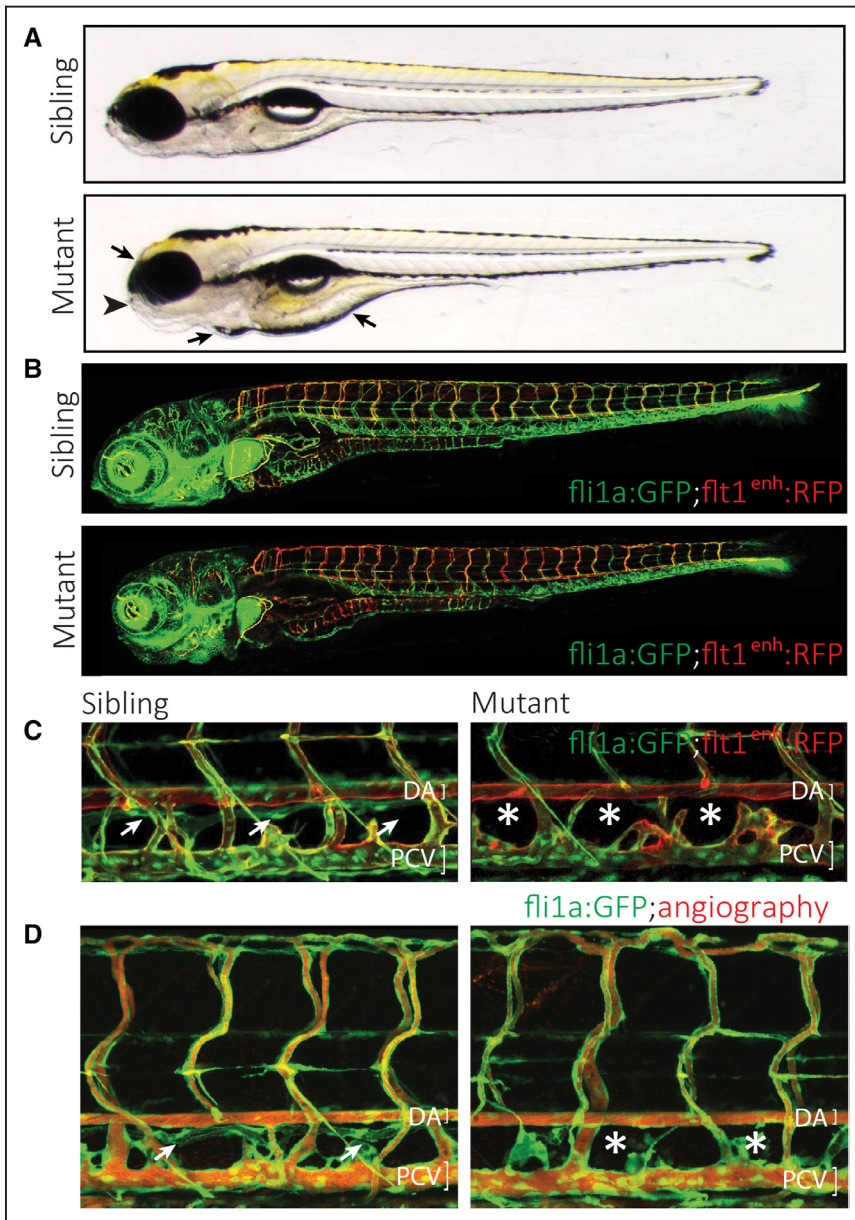 A
Sibling
Mutant
B
Sibling
fli1a:GFP;flt1enh:RFP
Mutant
fli1a:GFP;flt1enh:RFP
Sibling
Mutant
C
fli1a:GFP;flt1enh:RFP
DA]
PCV]
*
*
*
DA]
PCV]
fli1a:GFP;angiography
D
DA]
PCV]
*
*
DA]
PCV]